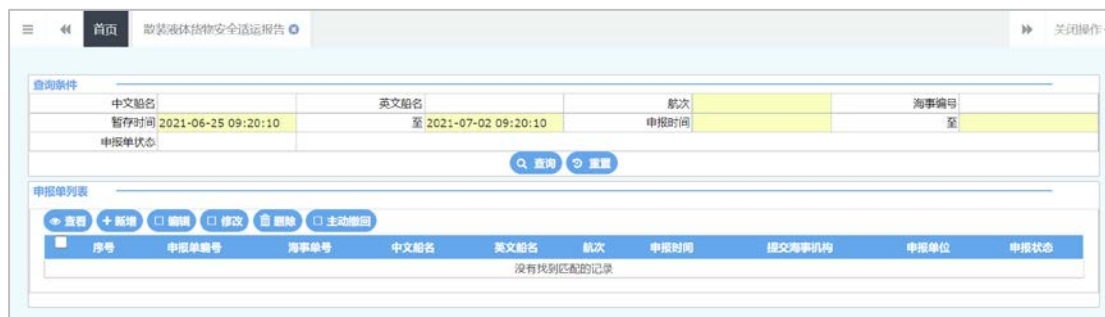 首页 散装液体货物安全适运报告 关闭操作
查询条件
中文船名 英文船名 航次 海事编号
暂存时间 2021-06-25 09:20:10 至 2021-07-02 09:20:10 申报时间 至
申报单状态
查询 重置
申报单列表
查看 新增 编辑 修改 删除 主动撤回
序号 申报单编号 海事单号 中文船名 英文船名 航次 申报时间 提交海事机构 申报单位 申报状态
没有找到匹配的记录